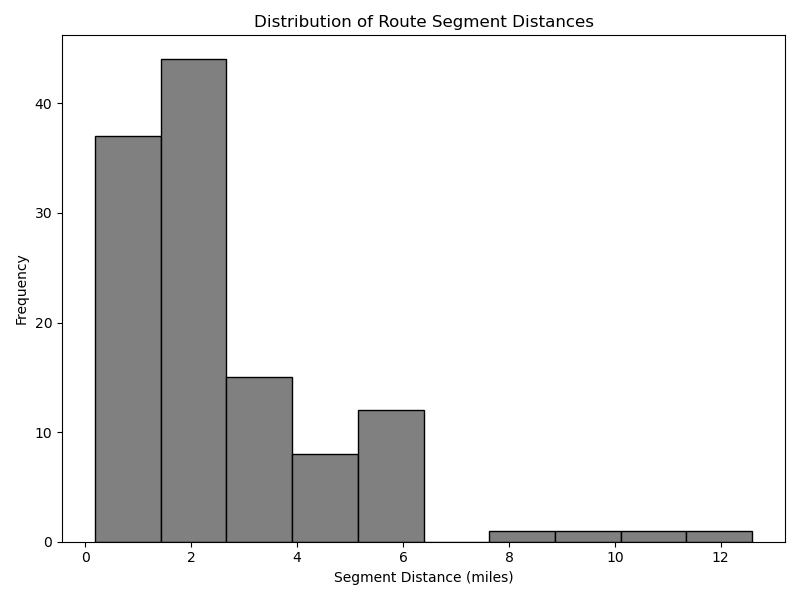 Distribution of Route Segment Distances
Frequency
40
30
20
10
0
0 2 4 6 8 10 12
Segment Distance (miles)